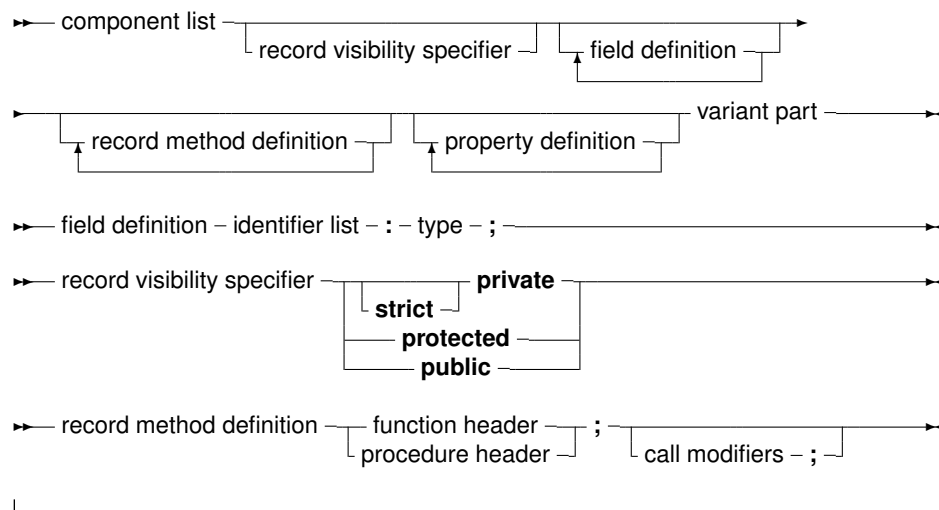 component list
record visibility specifier field definition
record method definition property definition variant part
field definition identifier list : type ;
record visibility specifier private
strict
protected
public
record method definition function header ;
procedure header call modifiers ;